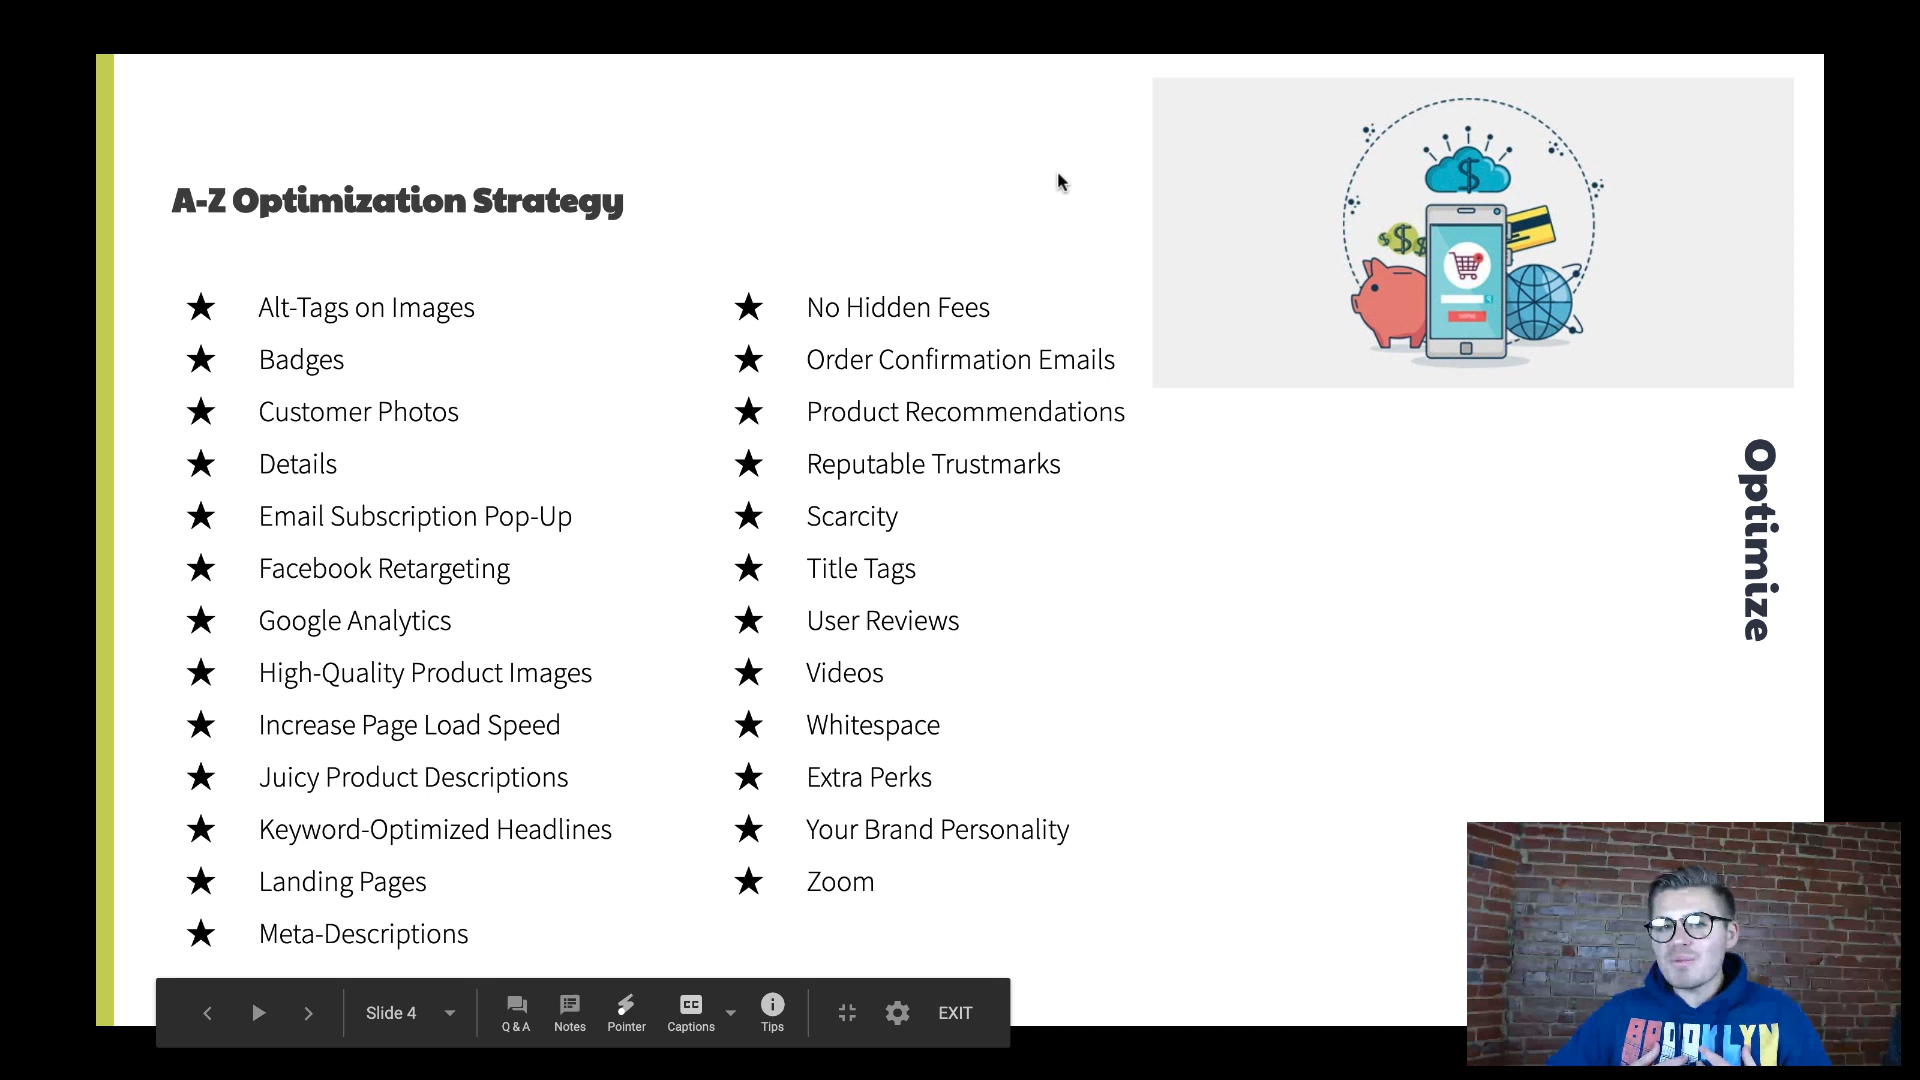 A-Z Optimization Strategy
★ Alt-Tags on Images
★ Badges
★ Customer Photos
★ Details
★ Email Subscription Pop-Up
★ Facebook Retargeting
★ Google Analytics
★ High-Quality Product Images
★ Increase Page Load Speed
★ Juicy Product Descriptions
★ Keyword-Optimized Headlines
★ Landing Pages
★ Meta-Descriptions
★ No Hidden Fees
★ Order Confirmation Emails
★ Product Recommendations
★ Reputable Trustmarks
★ Scarcity
★ Title Tags
★ User Reviews
★ Videos
★ Whitespace
★ Extra Perks
★ Your Brand Personality
★ Zoom
$
$$
Optimize
BROOKLYN
Slide 4
Q & A
Notes
Pointer
CC
Captions
Tips
EXIT